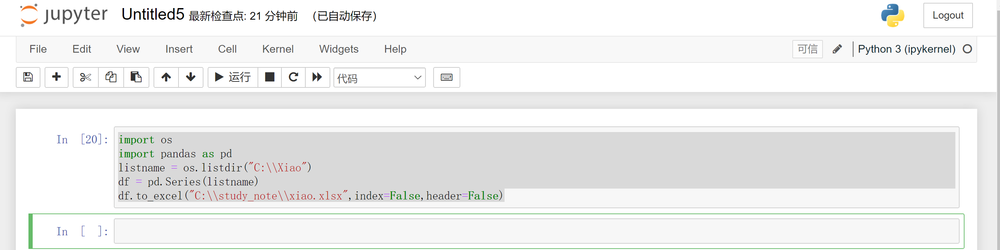 jupyter Untitled5 最新检查点: 21 分钟前 (已自动保存) Logout
File Edit View Insert Cell Kernel Widgets Help 可信 Python 3 (ipykernel)
运行 代码
In [20]: import os
import pandas as pd
listname = os.listdir("C:\\Xiao")
df = pd.Series(listname)
df.to_excel("C:\\study_note\\xiao.xlsx",index=False,header=False)
In [ ]: